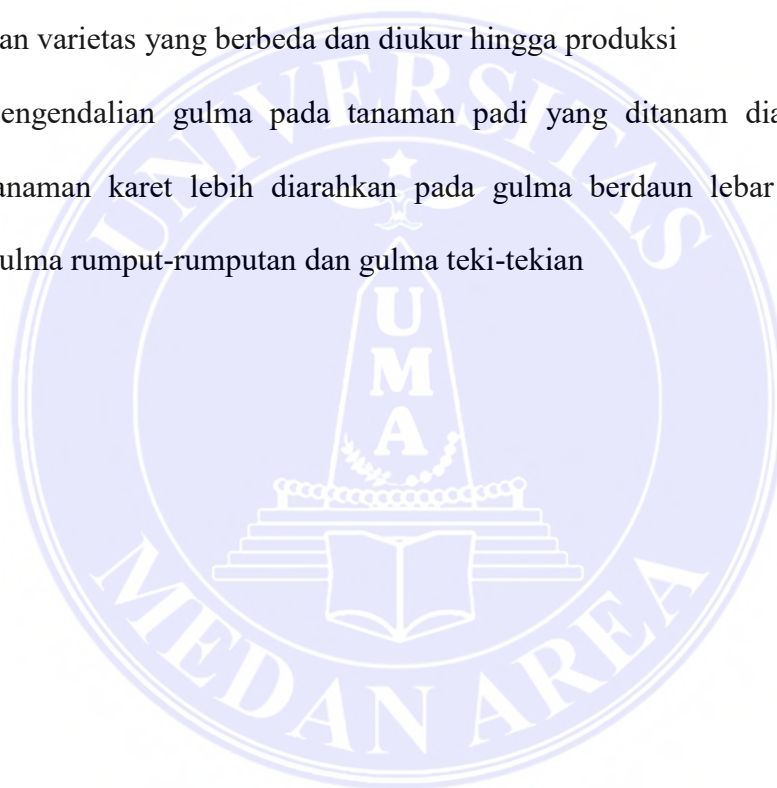 an varietas yang berbeda dan diukur hingga produksi
engendalian gulma pada tanaman padi yang ditanam dia
anaman karet lebih diarahkan pada gulma berdaun lebar
ulma rumput-rumputan dan gulma teki-tekian
UNIVERSITAS
UMA
MEDAN AREA